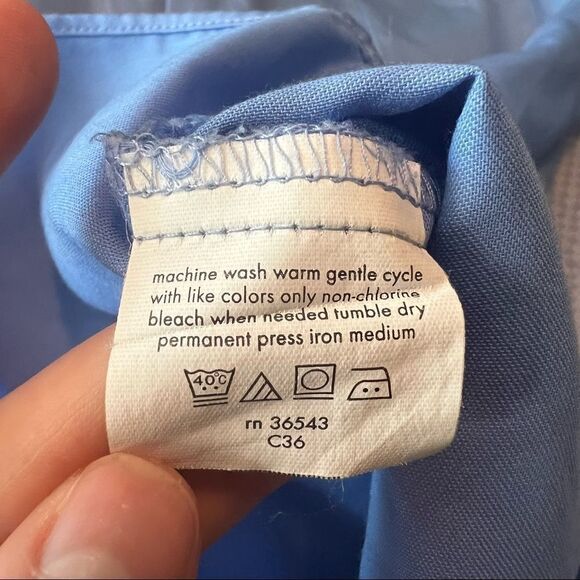 machine wash warm gentle cycle
with like colors only non-chlorine
bleach when needed tumble dry
permanent press iron medium
40°C
rn 36543
C36